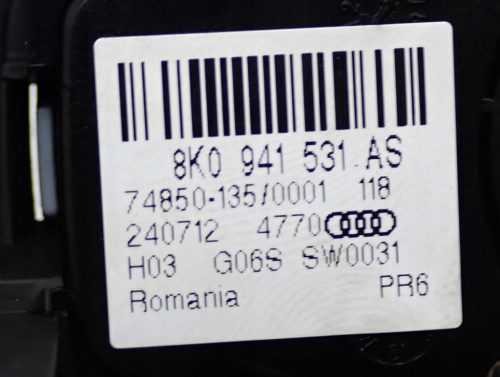 8K0 941 531 AS
74850-135/0001 118
240712 4770
H03 G06S SW0031
Romania PR6